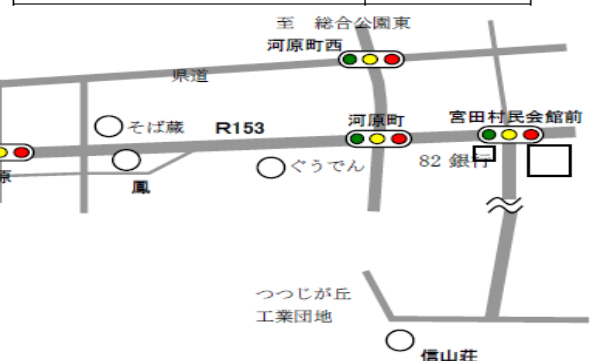 至 総合公園東
河原町西
県道
河原町
宮田村民会館前
そば蔵
R153
ぐうでん
82 銀行
原
鳳
つつじが丘
工業団地
信山荘